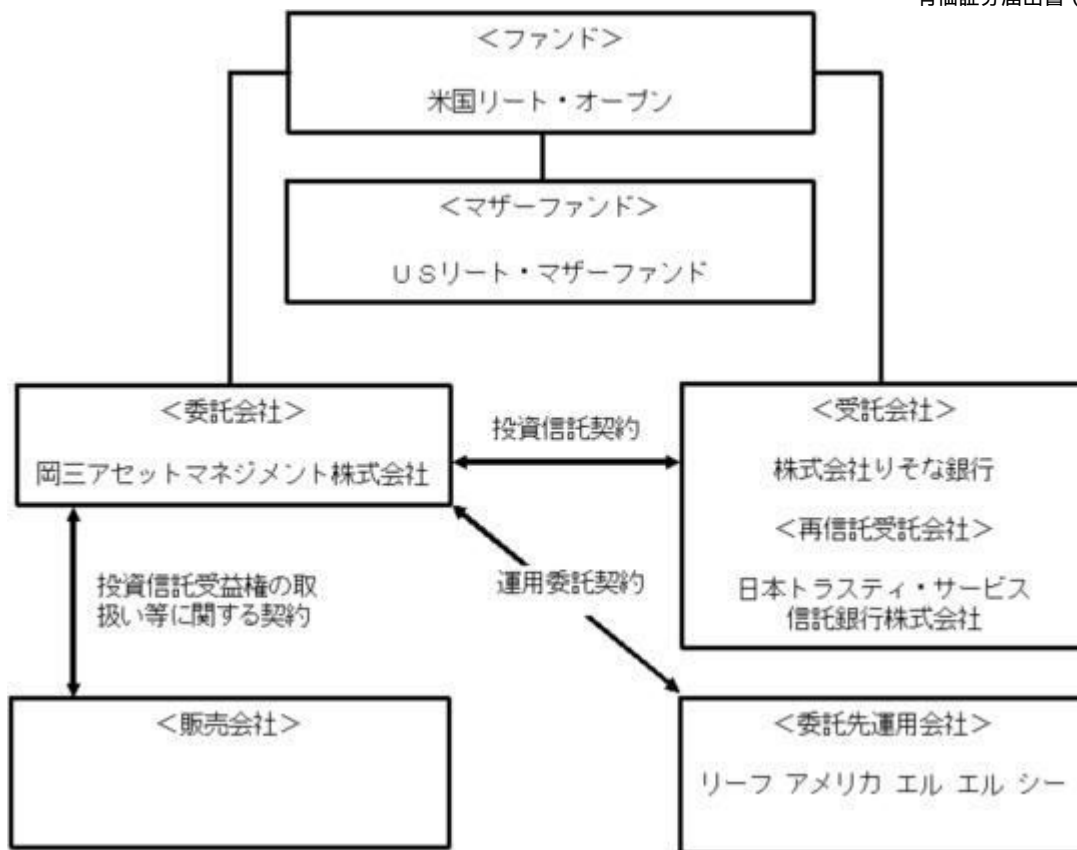 ＜ファンド＞
米国リート・オープン
＜マザーファンド＞
ＵＳリート・マザーファンド
＜委託会社＞
岡三アセットマネジメント株式会社
投資信託契約
＜受託会社＞
株式会社りそな銀行
＜再信託受託会社＞
日本トラスティ・サービス
信託銀行株式会社
投資信託受益権の取
扱い等に関する契約
運用委託契約
＜販売会社＞
＜委託先運用会社＞
リーフ アメリカ エル エル シー